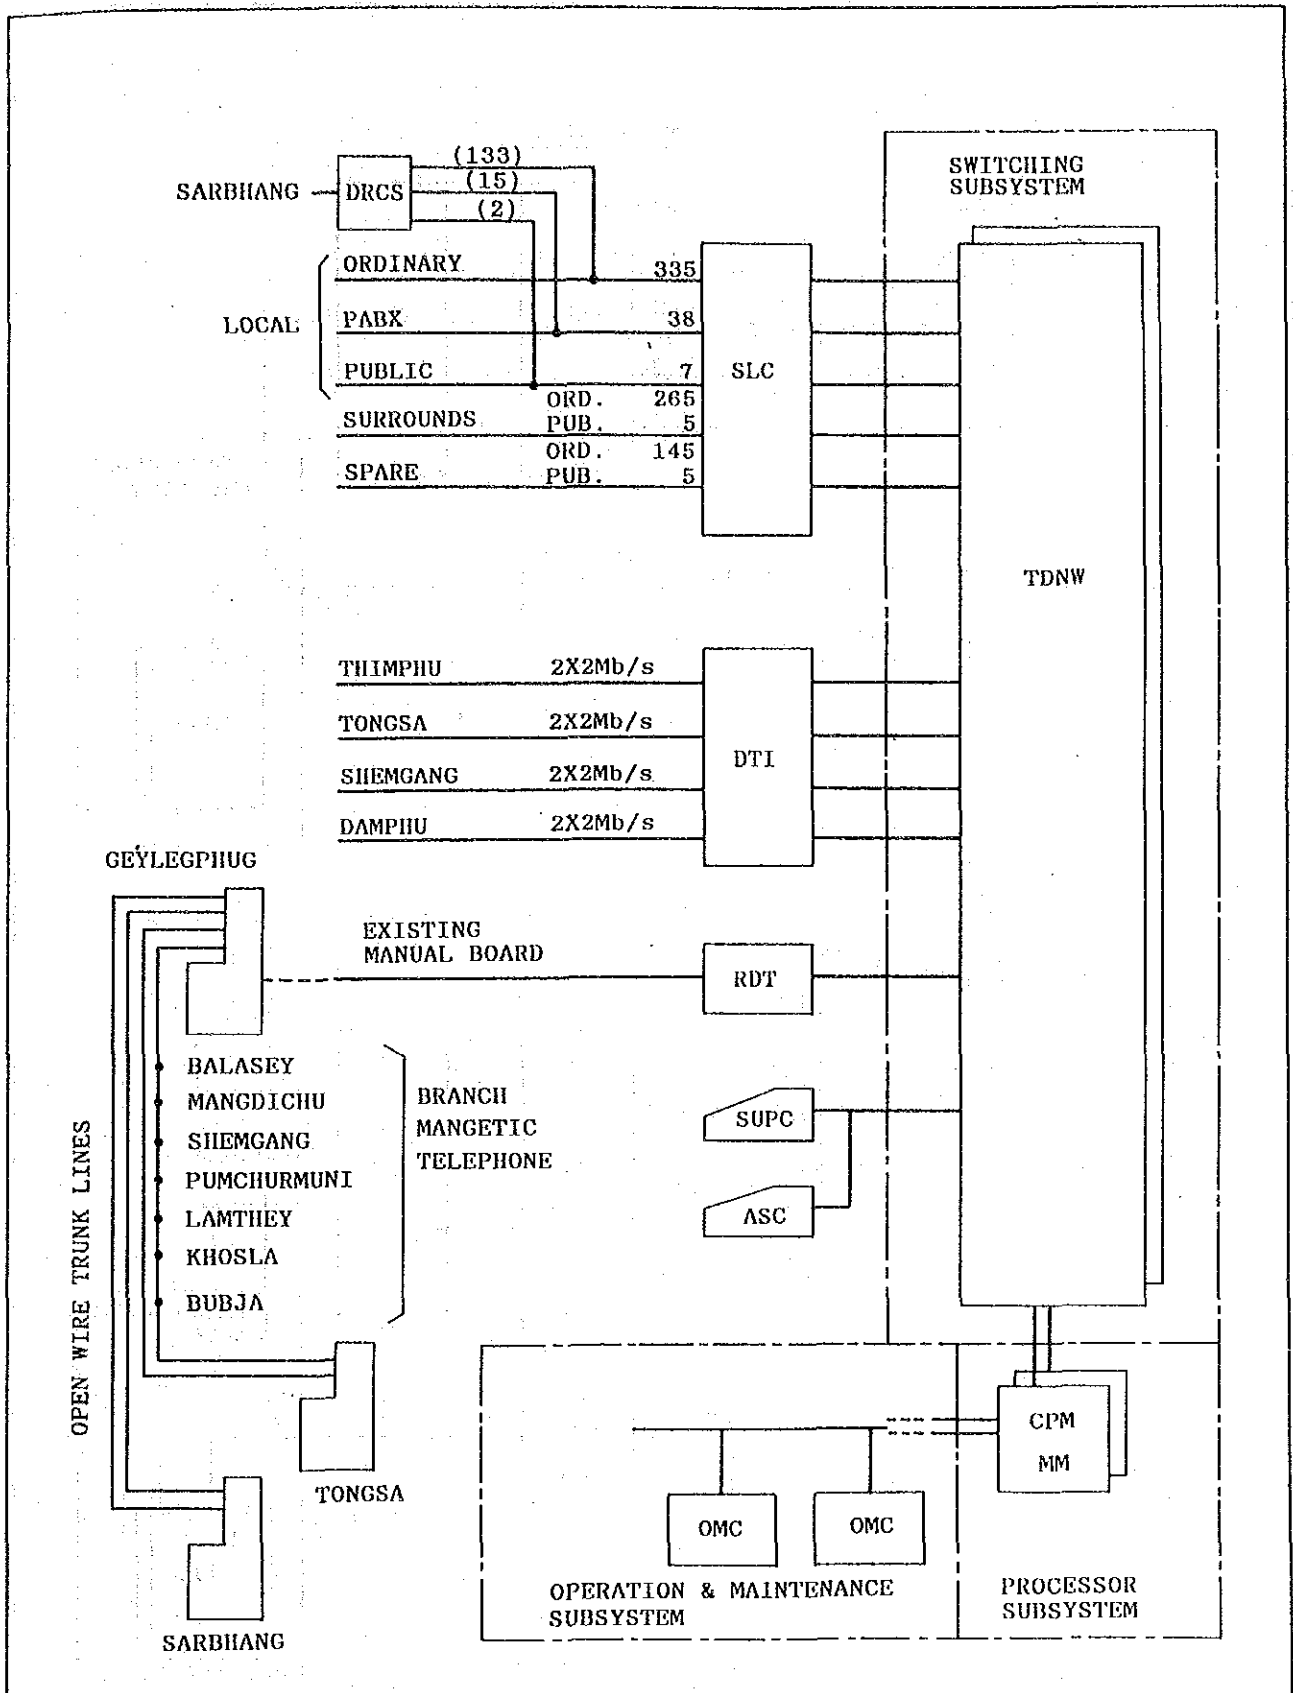 SWITCHING
SUBSYSTEM
SARBHANG
DRCS
(133)
(15)
(2)
LOCAL
ORDINARY 335
PABX 38
PUBLIC 7
SURROUNDS
ORD. 265
PUB. 5
SPARE
ORD. 145
PUB. 5
SLC
TDNW
THIMPHU 2X2Mb/s
TONGSA 2X2Mb/s
SHEMGANG 2X2Mb/s
DAMPHU 2X2Mb/s
DTI
GEYLEGPHUG
EXISTING
MANUAL BOARD
RDT
SUPC
ASC
OPEN WIRE TRUNK LINES
BALASEY
MANGDICHU
SHEMGANG
PUMCHURMUNI
LAMTHEY
KHOSLA
BUBJA
BRANCH
MANGETIC
TELEPHONE
TONGSA
SARBHANG
CPM
MM
OMC
OMC
OPERATION & MAINTENANCE
SUBSYSTEM
PROCESSOR
SUBSYSTEM